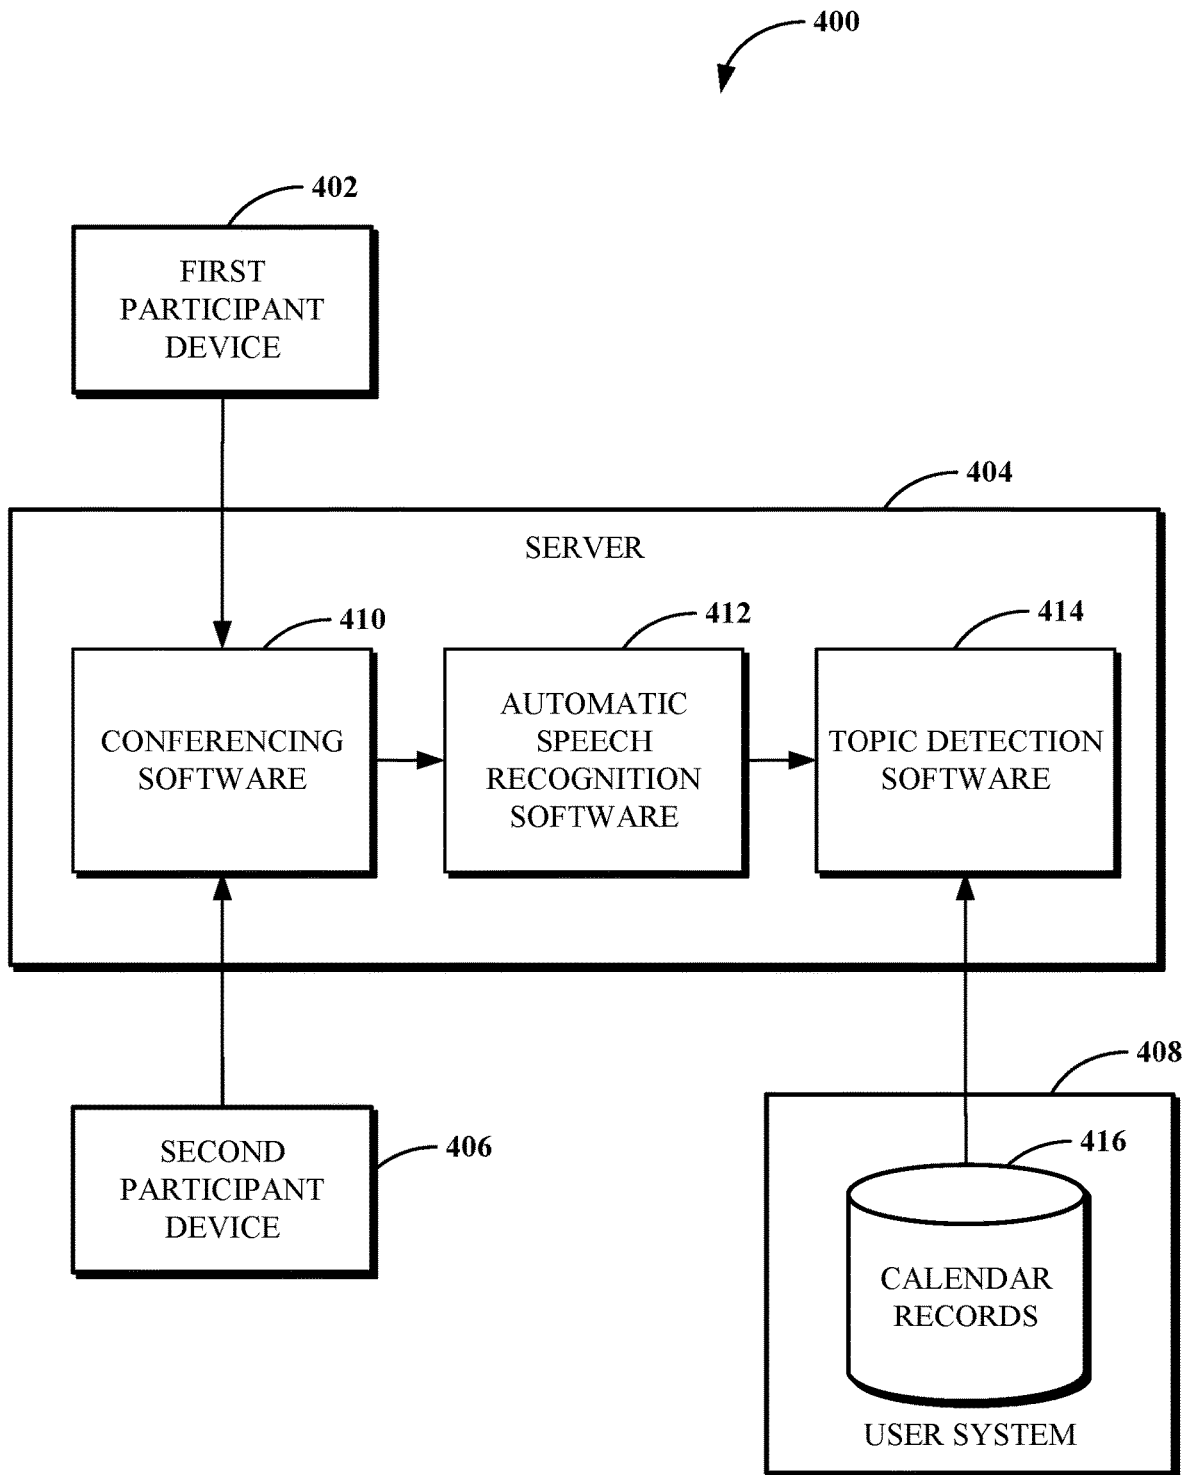 400
402
FIRST
PARTICIPANT
DEVICE
404
SERVER
410
412
414
CONFERENCING
SOFTWARE
AUTOMATIC
SPEECH
RECOGNITION
SOFTWARE
TOPIC DETECTION
SOFTWARE
408
406
SECOND
PARTICIPANT
DEVICE
416
CALENDAR
RECORDS
USER SYSTEM